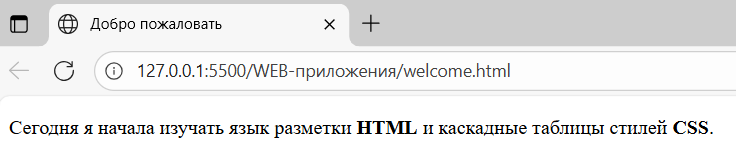 Добро пожаловать
127.0.0.1:5500/WEB-приложения/welcome.html
Сегодня я начала изучать язык разметки HTML и каскадные таблицы стилей CSS.